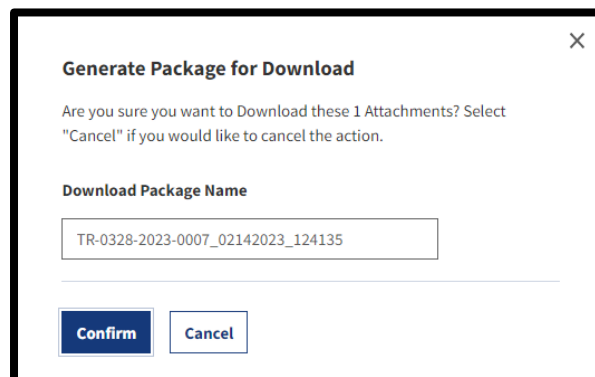 Generate Package for Download
Are you sure you want to Download these 1 Attachments? Select
"Cancel" if you would like to cancel the action.
Download Package Name
TR-0328-2023-0007_02142023_124135
Confirm
Cancel